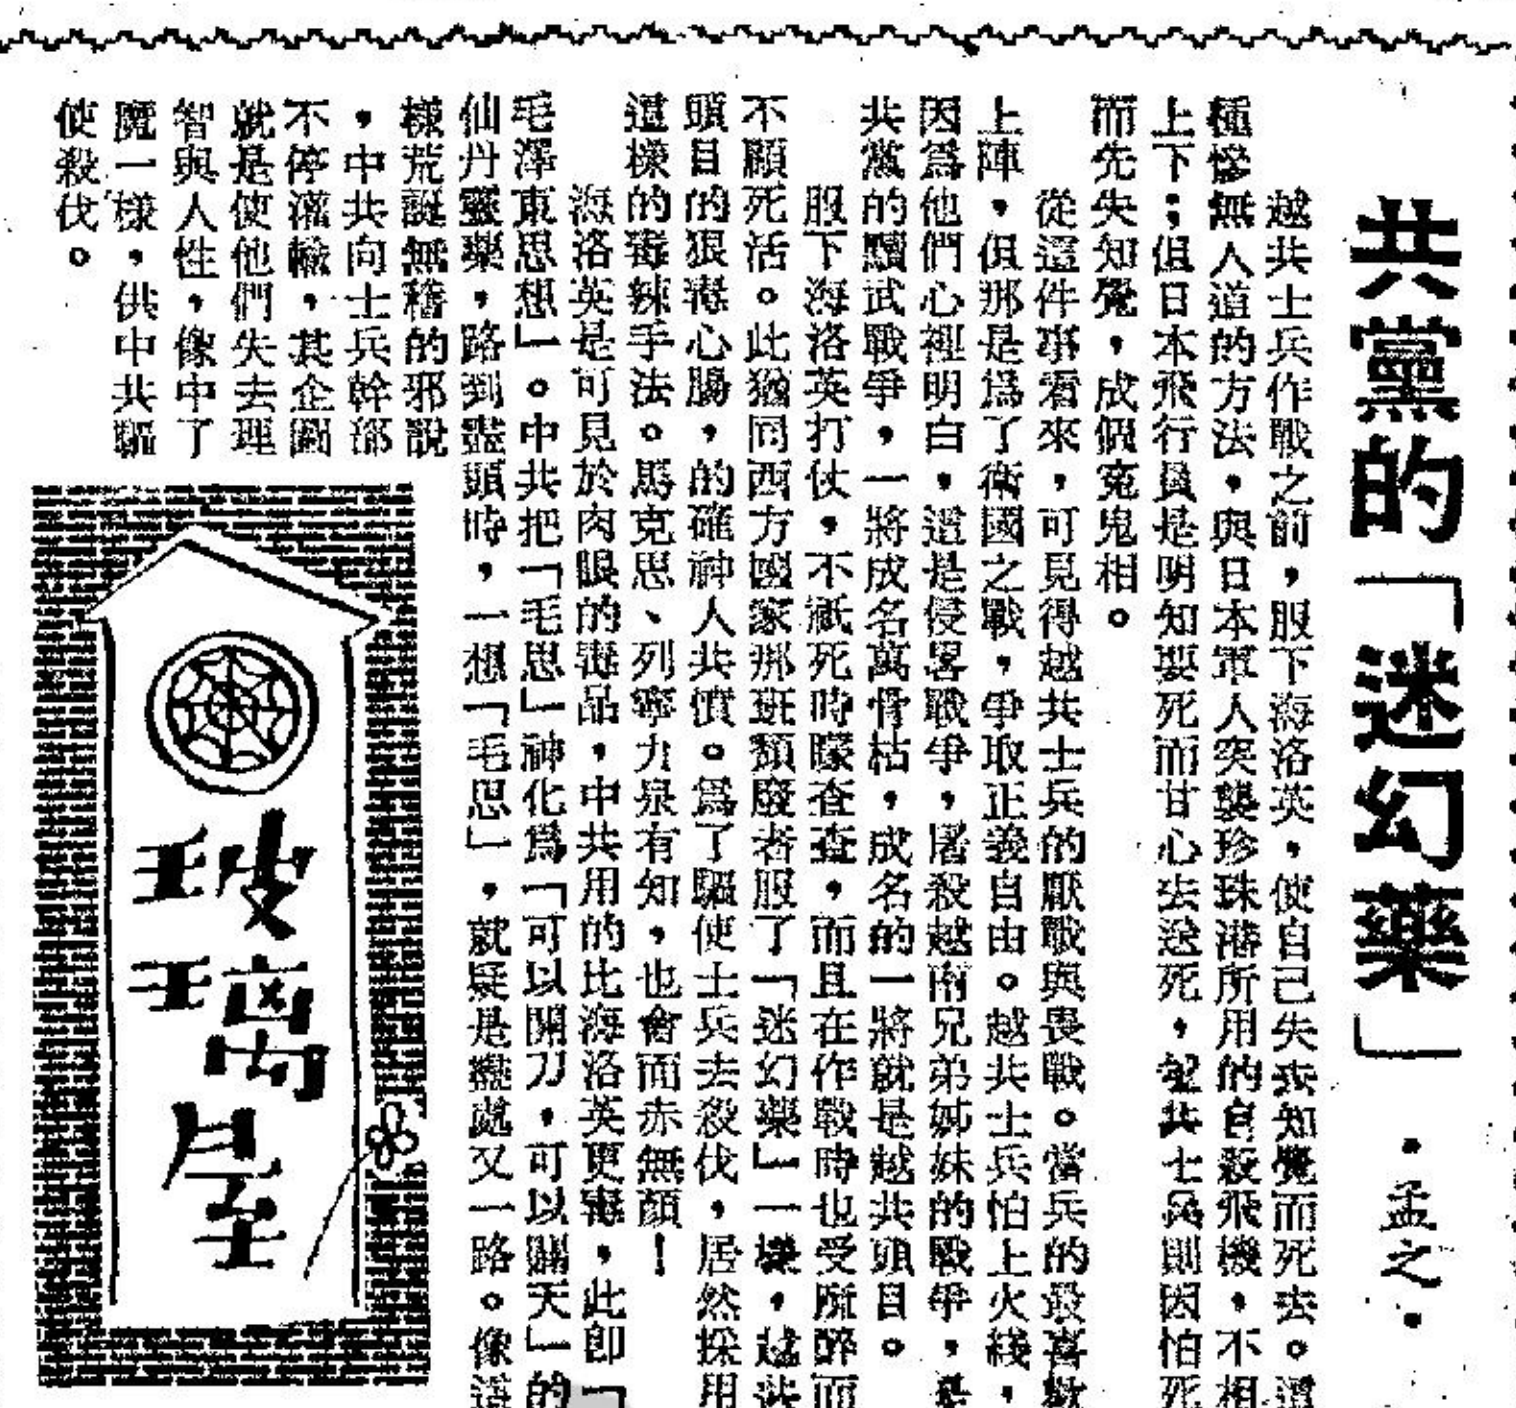 共黨的「迷幻藥」
·孟之·
越共士兵作戰之前，服下海洛英，使自己失去知覺而死去。這
種慘無人道的方法，與日本軍人突襲珍珠港所用的自殺飛機，不相
上下；但日本飛行員是明知要死而甘心去送死，越共士兵則因怕死
而先失知覺，成個寃鬼相。
從這件事看來，可見得越共士兵的厭戰與畏戰。當兵的最喜歡
上陣，但那是爲了衛國之戰，爭取正義自由。越共士兵怕上火綫，
因爲他們心裡明白，這是侵畧戰爭，屠殺越南兄弟姊妹的戰爭，是
共黨的黷武戰爭，一將成名萬骨枯，成名的一將就是越共頭目。
服下海洛英打仗，不祇死時矇查查，而且在作戰時也受麻醉而
不顧死活。此猶同西方國家那班頹廢者服了「迷幻藥」一樣，越共
頭目的狠毒心腸，的確神人共憤。爲了驅使士兵去殺伐，居然採用
這樣的毒辣手法。馬克思、列寧九泉有知，也會面赤無顏！
海洛英是可見於肉眼的毒品，中共用的比海洛英更毒，此即「
毛澤東思想」。中共把「毛思」神化爲「可以開刀，可以闢天」的
仙丹靈藥，路到盡頭時，一想「毛思」，就疑是盡處又一路。像這
樣荒誕無稽的邪說
，中共向士兵幹部
不停灌輸，其企圖
就是使他們失去理
智與人性，像中了
魔一樣，供中共驅
使殺伐。
玻璃屋